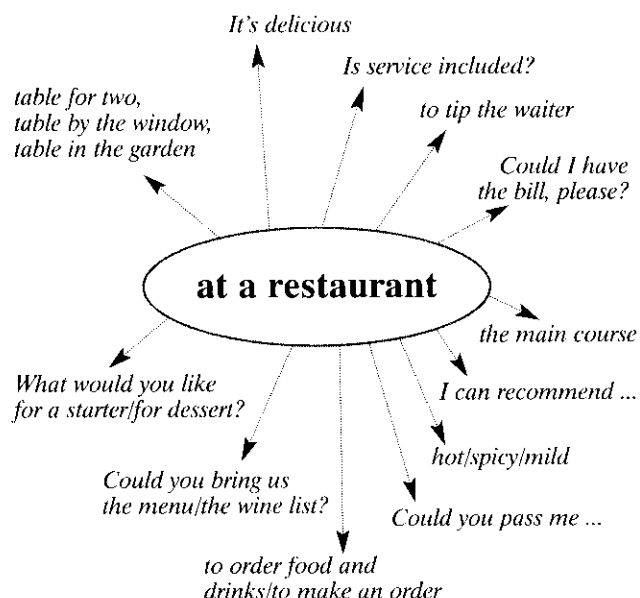 It's delicious
Is service included?
table for two,
table by the window,
table in the garden
to tip the waiter
Could I have
the bill, please?
at a restaurant
the main course
What would you like
for a starter/for dessert?
I can recommend ...
hot/spicy/mild
Could you bring us
the menu/the wine list?
Could you pass me ...
to order food and
drinks/to make an order